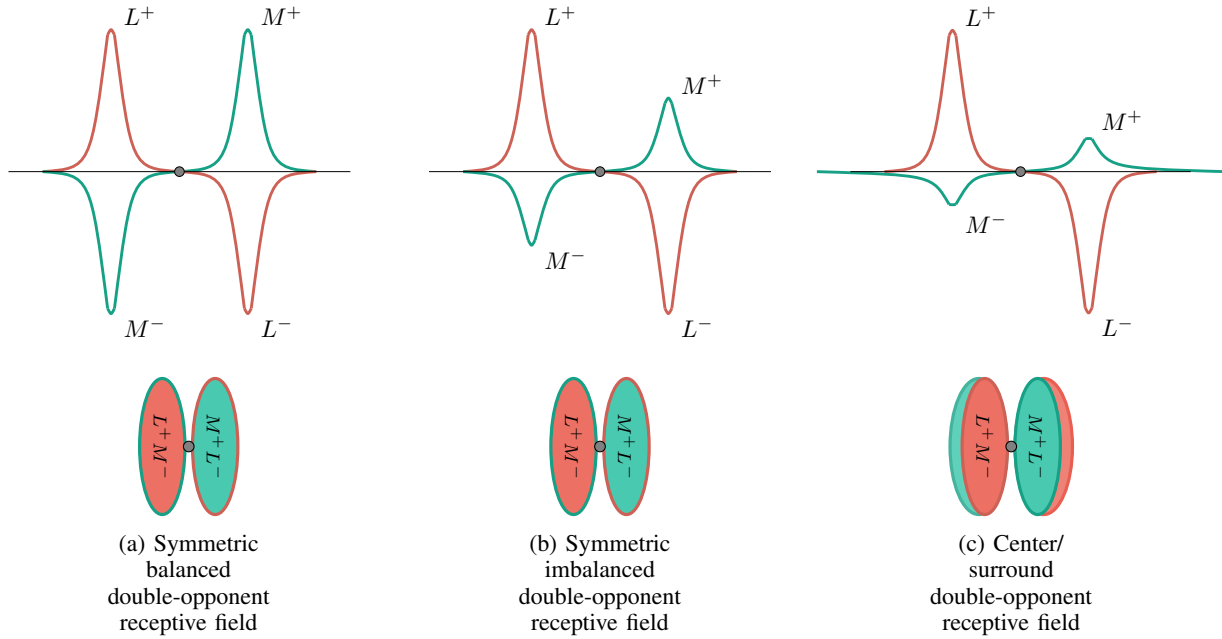 L⁺
M⁺
M⁻
L⁻
L⁺M⁻
M⁺L⁻
(a) Symmetric
balanced
double-opponent
receptive field
L⁺
M⁺
M⁻
L⁻
L⁺M⁻
M⁺L⁻
(b) Symmetric
imbalanced
double-opponent
receptive field
L⁺
M⁺
M⁻
L⁻
L⁺M⁻
M⁺L⁻
(c) Center/
surround
double-opponent
receptive field